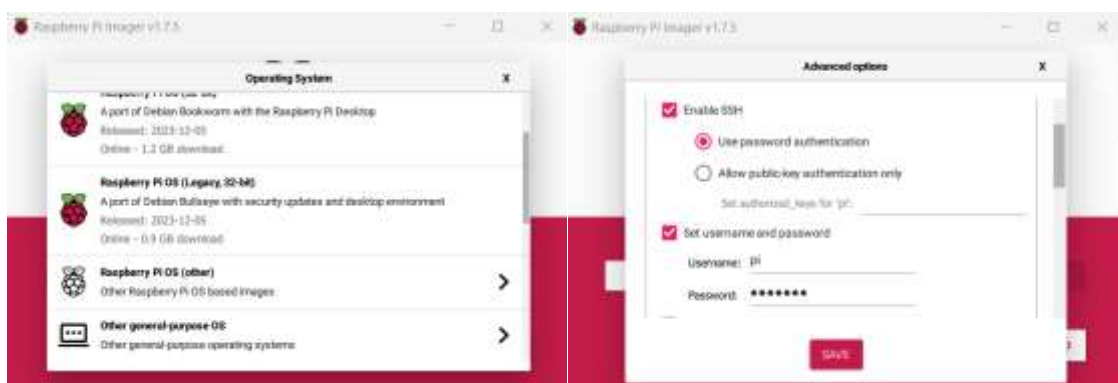 Raspberry Pi Imager v1.7.5
Operating System
X
Raspberry Pi OS (32-bit)
A port of Debian Bookworm with the Raspberry Pi Desktop
Released: 2023-12-05
Online - 1.2 GB download
Raspberry Pi OS (Legacy, 32-bit)
A port of Debian Bullseye with security updates and desktop environment
Released: 2023-12-05
Online - 0.9 GB download
Raspberry Pi OS (other)
Other Raspberry Pi OS based images
Other general-purpose OS
Other general-purpose operating systems
Raspberry Pi Imager v1.7.5
Advanced options
X
Enable SSH
Use password authentication
Allow public-key authentication only
Set authorized_keys for 'pi':
Set username and password
Username: pi
Password: •••••••
SAVE